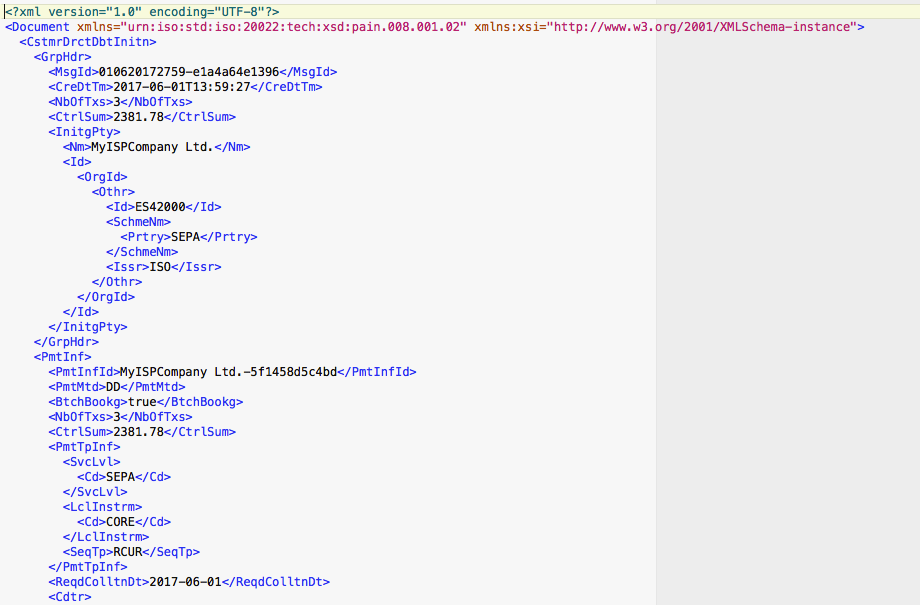 <?xml version="1.0" encoding="UTF-8"?>
<Document xmlns="urn:iso:std:iso:20022:tech:xsd:pain.008.001.02" xmlns:xsi="http://www.w3.org/2001/XMLSchema-instance">
<CstmrDrctDbtInitn>
<GrpHdr>
<MsgId>010620172759-e1a4a64e1396</MsgId>
<CreDtTm>2017-06-01T13:59:27</CreDtTm>
<NbOfTxs>3</NbOfTxs>
<CtrlSum>2381.78</CtrlSum>
<InitgPty>
<Nm>MyISPCompany Ltd.</Nm>
<Id>
<OrgId>
<Othr>
<Id>ES42000</Id>
<SchmeNm>
<Prtry>SEPA</Prtry>
</SchmeNm>
<Issr>ISO</Issr>
</Othr>
</OrgId>
</Id>
</InitgPty>
</GrpHdr>
<PmtInf>
<PmtInfId>MyISPCompany Ltd.-5f1458d5c4bd</PmtInfId>
<PmtMtd>DD</PmtMtd>
<BtchBookg>true</BtchBookg>
<NbOfTxs>3</NbOfTxs>
<CtrlSum>2381.78</CtrlSum>
<PmtTpInf>
<SvcLvl>
<Cd>SEPA</Cd>
</SvcLvl>
<LclInstrm>
<Cd>CORE</Cd>
</LclInstrm>
<SeqTp>RCUR</SeqTp>
</PmtTpInf>
<ReqdColltnDt>2017-06-01</ReqdColltnDt>
<Cdtr>